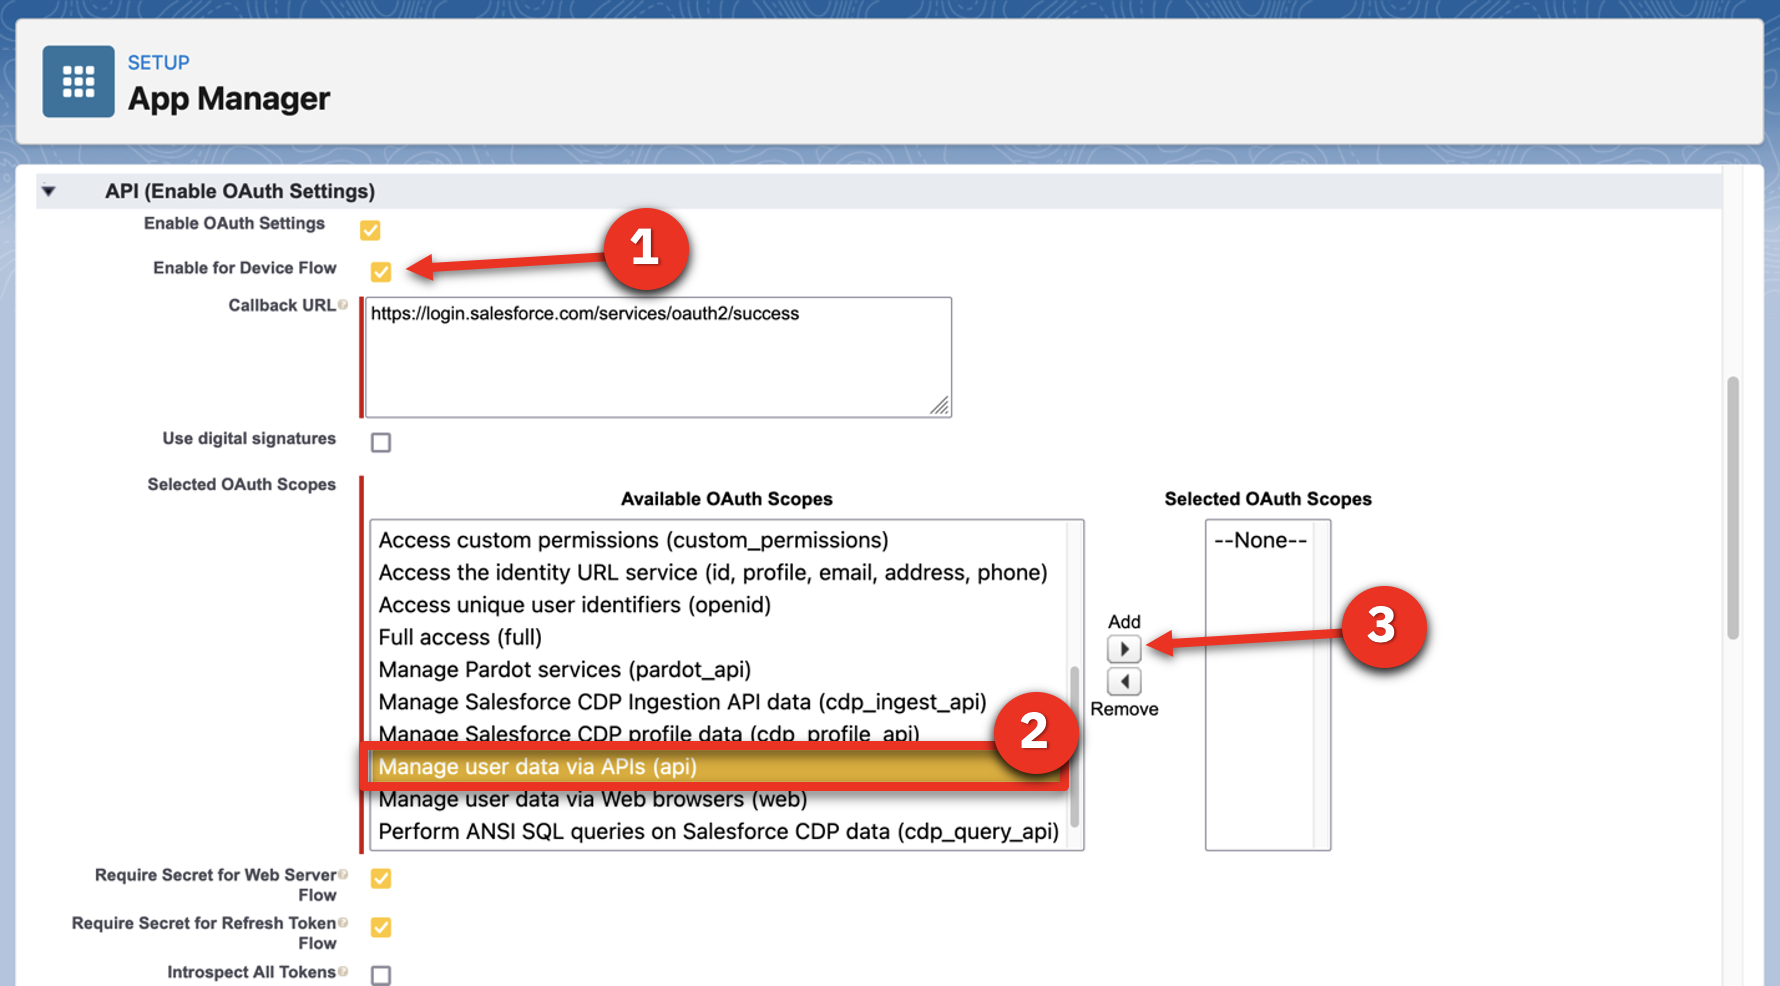 SETUP
App Manager
API (Enable OAuth Settings)
Enable OAuth Settings
1
Enable for Device Flow
Callback URL
https://login.salesforce.com/services/oauth2/success
Use digital signatures
Selected OAuth Scopes
Available OAuth Scopes
Selected OAuth Scopes
Access custom permissions (custom_permissions)
Access the identity URL service (id, profile, email, address, phone)
Access unique user identifiers (openid)
Full access (full)
Manage Pardot services (pardot_api)
Manage Salesforce CDP Ingestion API data (cdp_ingest_api)
Manage Salesforce CDP profile data (cdp_profile_api)
Manage user data via APIs (api)
Manage user data via Web browsers (web)
Perform ANSI SQL queries on Salesforce CDP data (cdp_query_api)
2
Add
Remove
3
--None--
Require Secret for Web Server
Flow
Require Secret for Refresh Token
Flow
Introspect All Tokens